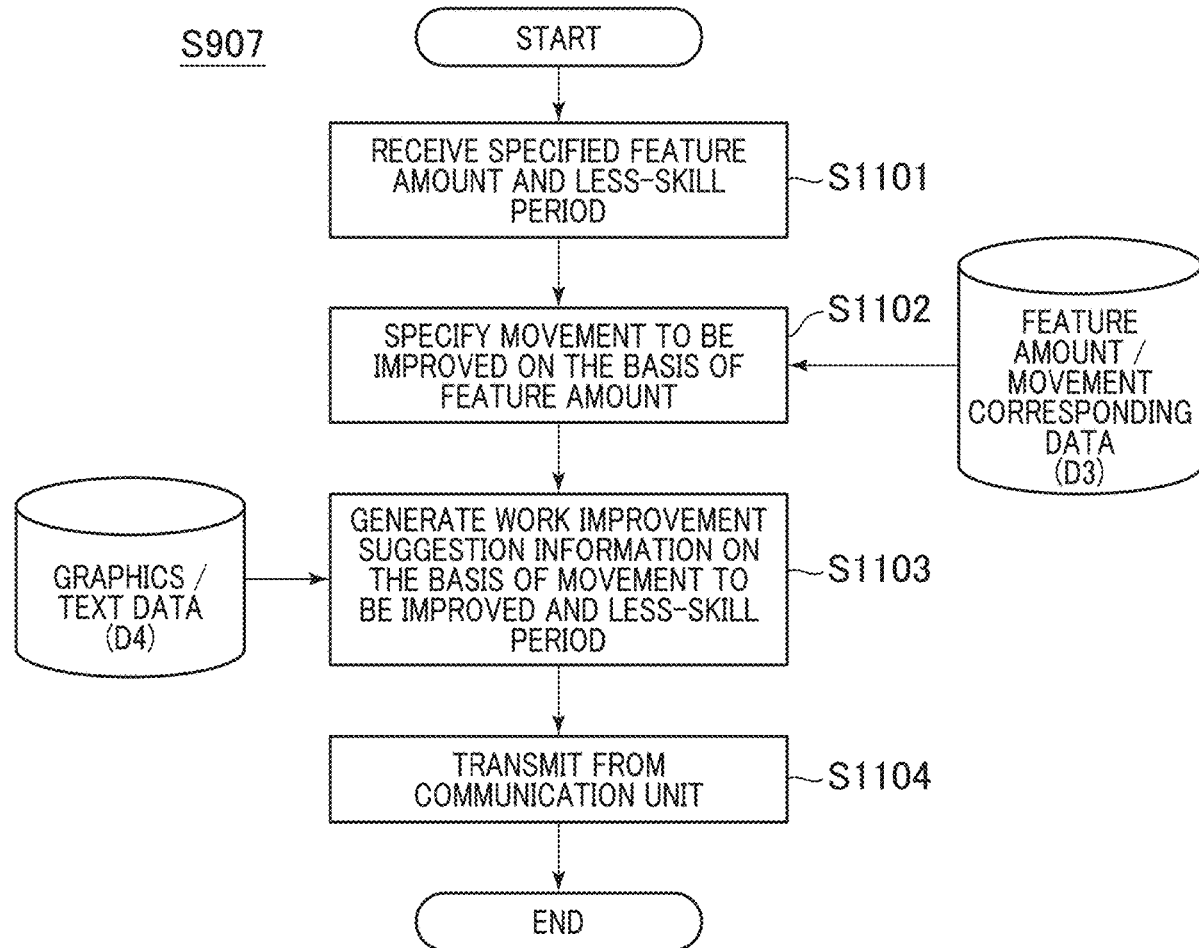 S907
START
RECEIVE SPECIFIED FEATURE
AMOUNT AND LESS-SKILL
PERIOD
S1101
SPECIFY MOVEMENT TO BE
IMPROVED ON THE BASIS OF
FEATURE AMOUNT
S1102
FEATURE
AMOUNT /
MOVEMENT
CORRESPONDING
DATA
(D3)
GRAPHICS /
TEXT DATA
(D4)
GENERATE WORK IMPROVEMENT
SUGGESTION INFORMATION ON
THE BASIS OF MOVEMENT TO
BE IMPROVED AND LESS-SKILL
PERIOD
S1103
TRANSMIT FROM
COMMUNICATION UNIT
S1104
END